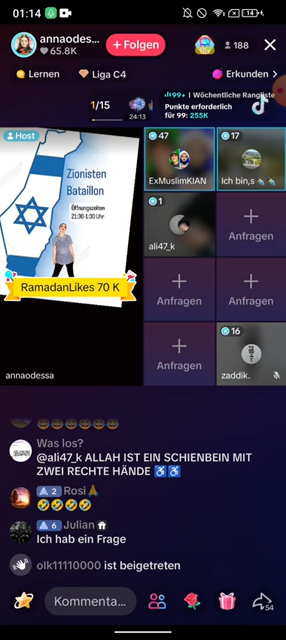 01:14
14
annaodes...
65.8K
+ Folgen
188
Lernen
Liga C4
Erkunden
1/15
24:13
99+ | Wöchentliche Rangliste
Punkte erforderlich
für 99: 255K
Host
Zionisten
Bataillon
Öffnungszeiten
21:00-1:00 Uhr
RamadanLikes 70 K
annaodessa
47
ExMuslimKIAN
17
Ich bin,s
1
ali47_k
Anfragen
Anfragen
Anfragen
Anfragen
16
zaddik.
Was los?
@ali47_k ALLAH IST EIN SCHIENBEIN MIT
ZWEI RECHTE HÄNDE ♿♿
2 Rosi🙏
🤣🤣🤣🤣
6 Julian
Ich hab ein Frage
olk11110000 ist beigetreten
Kommenta...
54